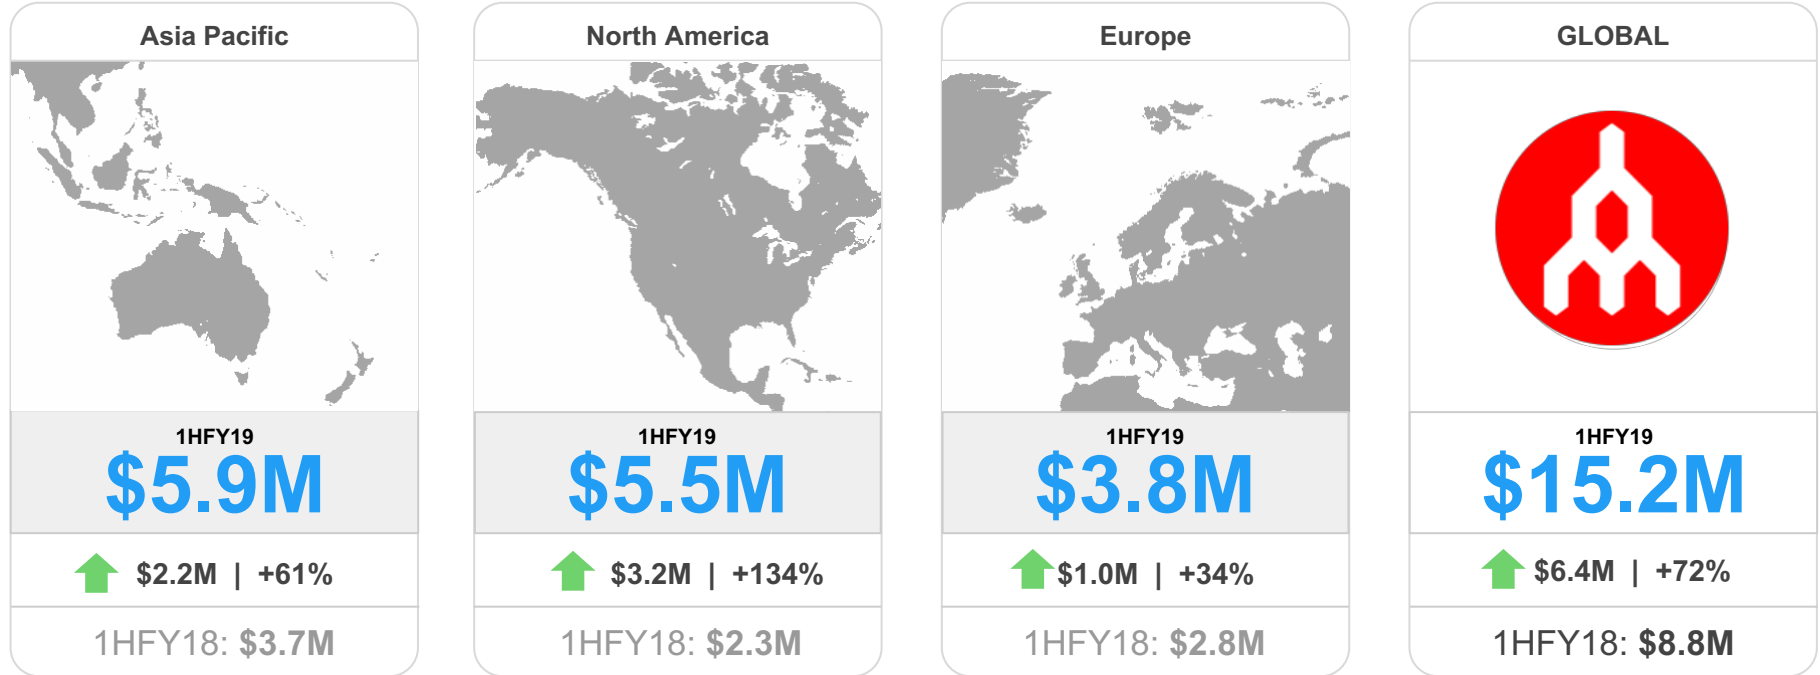 Asia Pacific
1HFY19
$5.9M
$2.2M | +61%
1HFY18: $3.7M
North America
1HFY19
$5.5M
$3.2M | +134%
1HFY18: $2.3M
Europe
1HFY19
$3.8M
$1.0M | +34%
1HFY18: $2.8M
GLOBAL
1HFY19
$15.2M
$6.4M | +72%
1HFY18: $8.8M